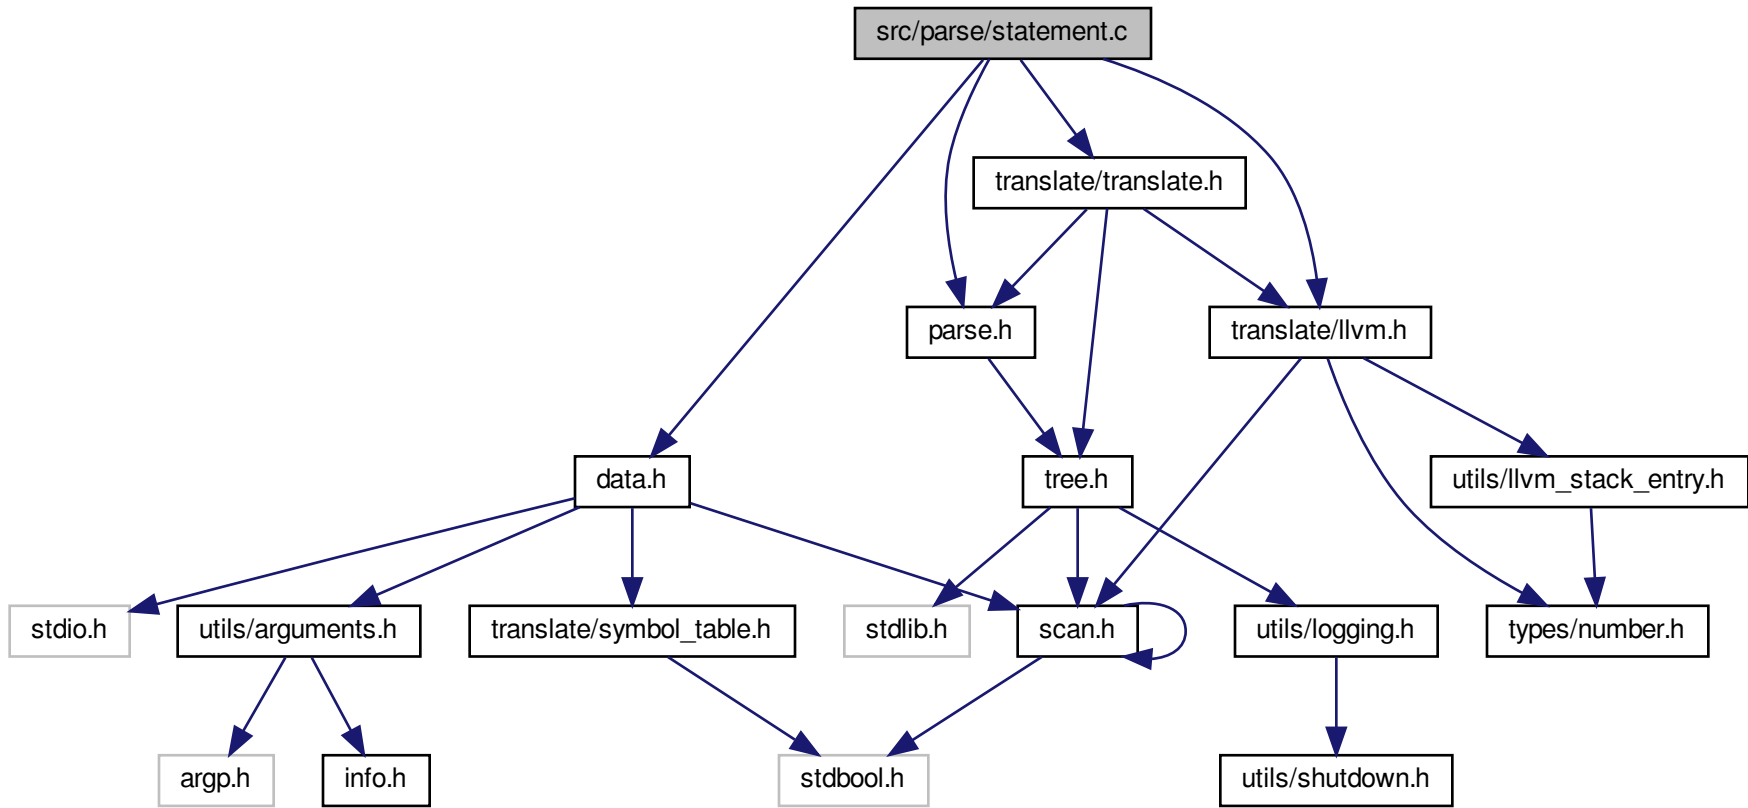 src/parse/statement.c
translate/translate.h
parse.h
translate/llvm.h
data.h
tree.h
utils/llvm_stack_entry.h
stdio.h
utils/arguments.h
translate/symbol_table.h
stdlib.h
scan.h
utils/logging.h
types/number.h
argp.h
info.h
stdbool.h
utils/shutdown.h